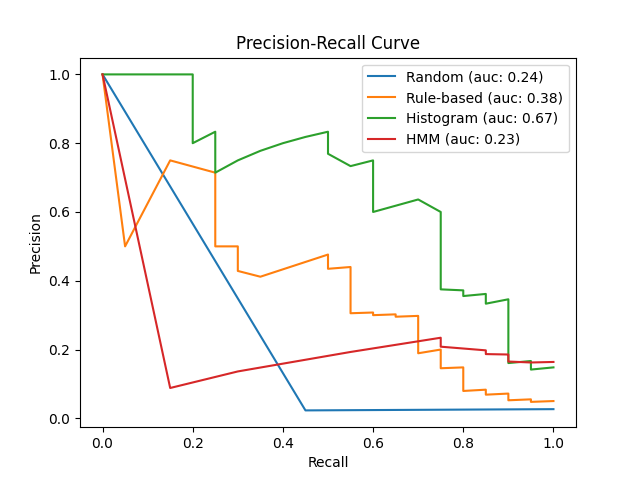 Precision-Recall Curve
Random (auc: 0.24)
Rule-based (auc: 0.38)
Histogram (auc: 0.67)
HMM (auc: 0.23)
Precision
1.0
0.8
0.6
0.4
0.2
0.0
0.0 0.2 0.4 0.6 0.8 1.0
Recall